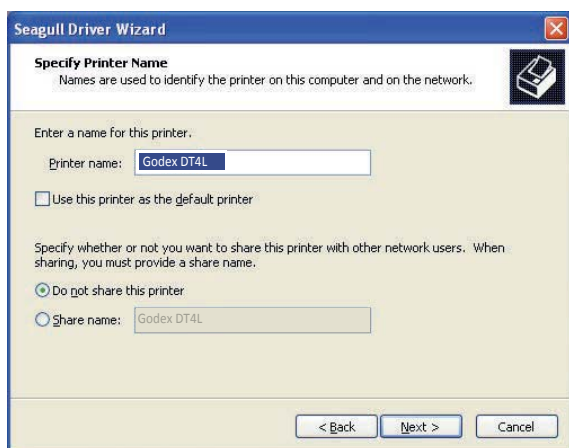 Seagull Driver Wizard
Specify Printer Name
Names are used to identify the printer on this computer and on the network.
Enter a name for this printer.
Printer name: Godex DT4L
Use this printer as the default printer
Specify whether or not you want to share this printer with other network users. When
sharing, you must provide a share name.
Do not share this printer
Share name: Godex DT4L
< Back Next > Cancel